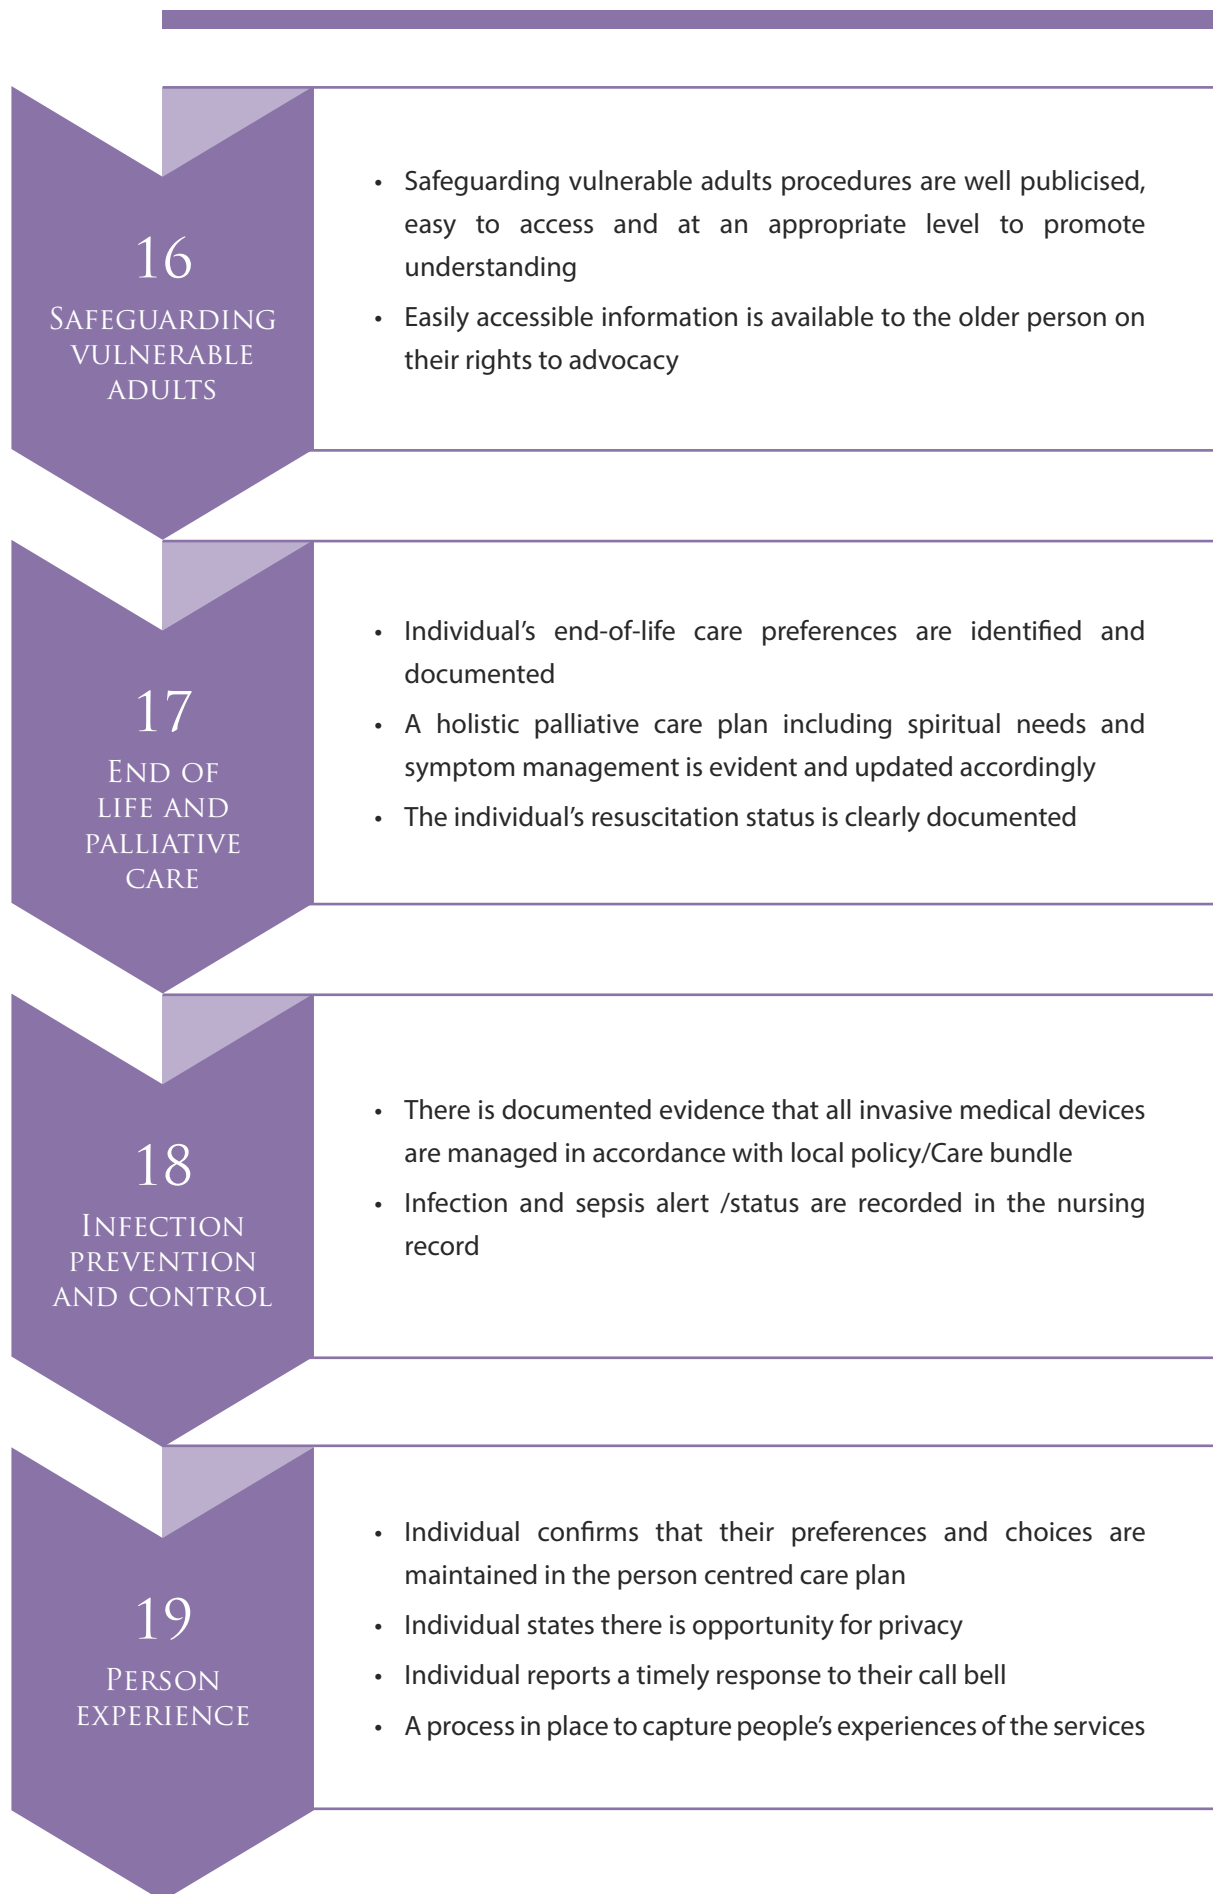 16
Safeguarding
vulnerable
adults
• Safeguarding vulnerable adults procedures are well publicised,
easy to access and at an appropriate level to promote
understanding
• Easily accessible information is available to the older person on
their rights to advocacy
17
End of
life and
palliative
care
• Individual’s end-of-life care preferences are identified and
documented
• A holistic palliative care plan including spiritual needs and
symptom management is evident and updated accordingly
• The individual’s resuscitation status is clearly documented
18
Infection
prevention
and control
• There is documented evidence that all invasive medical devices
are managed in accordance with local policy/Care bundle
• Infection and sepsis alert /status are recorded in the nursing
record
19
Person
experience
• Individual confirms that their preferences and choices are
maintained in the person centred care plan
• Individual states there is opportunity for privacy
• Individual reports a timely response to their call bell
• A process in place to capture people’s experiences of the services